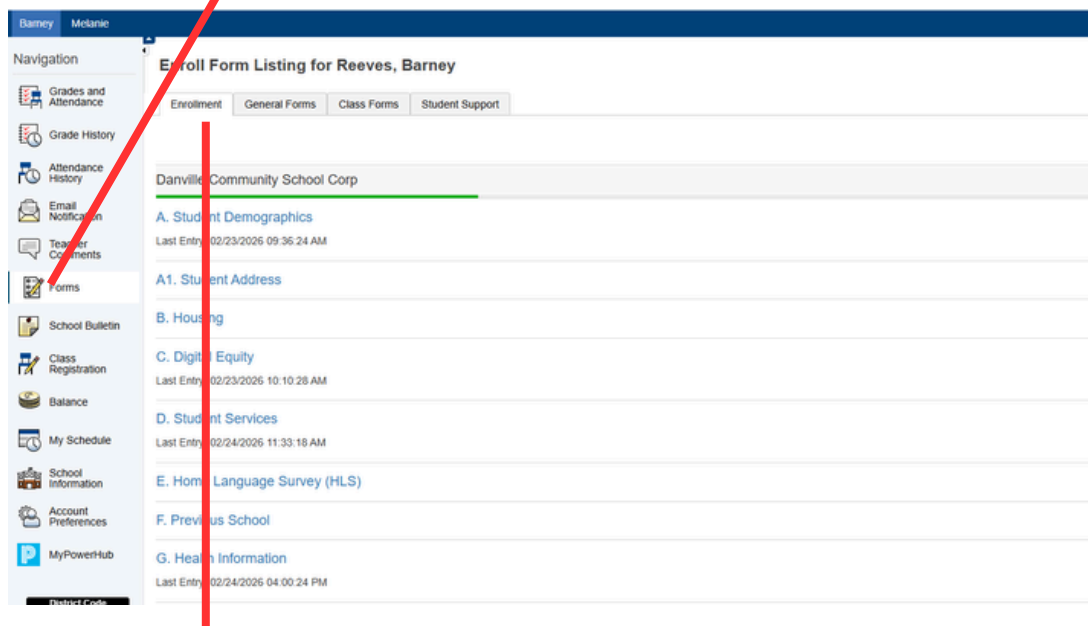 Barney Melanie
Navigation
Grades and
Attendance
Grade History
Attendance
History
Email
Notification
Teacher
Comments
Forms
School Bulletin
Class
Registration
Balance
My Schedule
School
Information
Account
Preferences
MyPowerHub
District Code
Enroll Form Listing for Reeves, Barney
Enrollment General Forms Class Forms Student Support
Danville Community School Corp
A. Student Demographics
Last Entry: 02/23/2026 09:36:24 AM
A1. Student Address
B. Housing
C. Digital Equity
Last Entry: 02/23/2026 10:10:28 AM
D. Student Services
Last Entry: 02/24/2026 11:33:18 AM
E. Home Language Survey (HLS)
F. Previous School
G. Health Information
Last Entry: 02/24/2026 04:00:24 PM